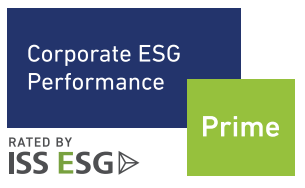 Corporate ESG
Performance
Prime
RATED BY
ISS ESG